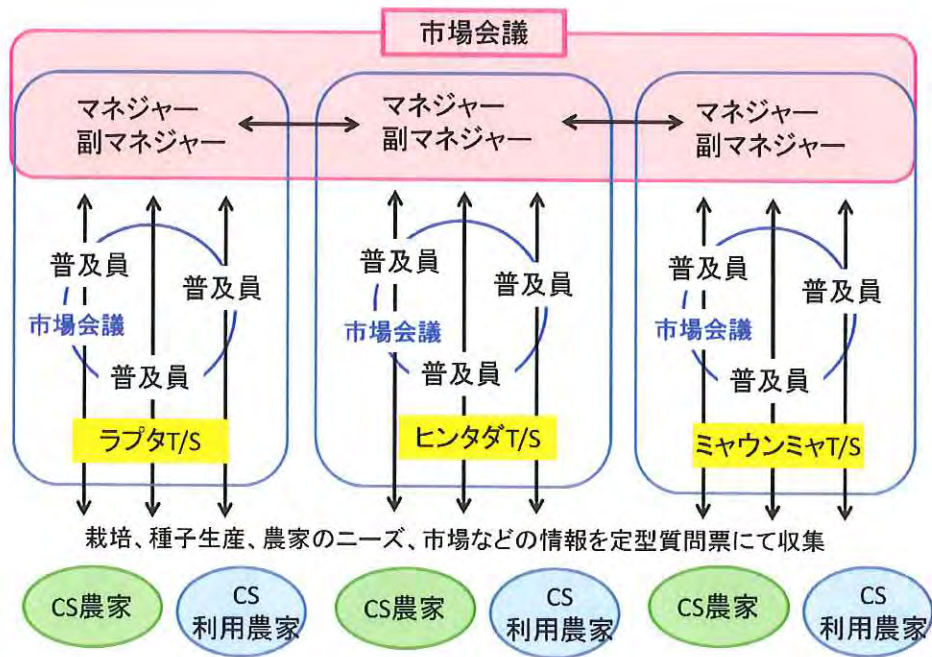 市場会議
マネジャー
副マネジャー
マネジャー
副マネジャー
マネジャー
副マネジャー
普及員
普及員
市場会議
普及員
普及員
普及員
市場会議
普及員
普及員
普及員
市場会議
普及員
ラプタT/S
ヒンタダT/S
ミャウンミャT/S
栽培、種子生産、農家のニーズ、市場などの情報を定型質問票にて収集
CS農家
CS
利用農家
CS農家
CS
利用農家
CS農家
CS
利用農家